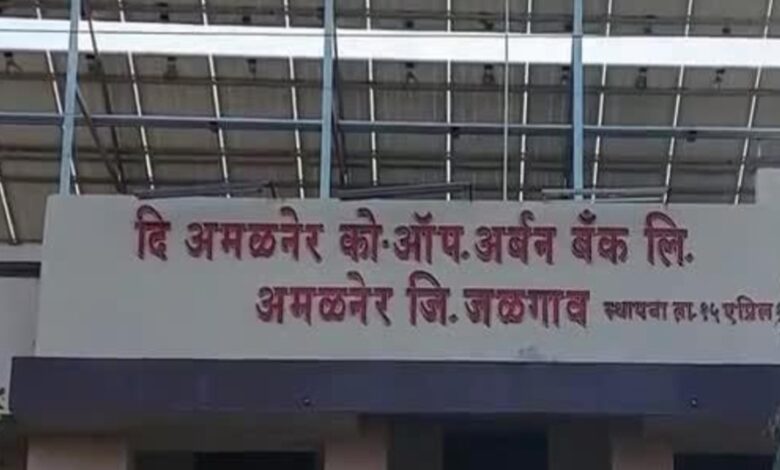 दि अमळनेर को.ऑप.अर्बन बँक लि.
अमळनेर जि.जळगाव स्थापना ता.१५ एप्रिल